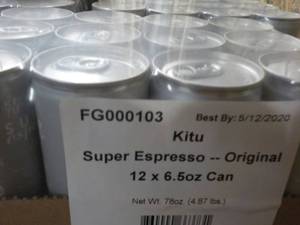 FG000103 Best By: 5/12/2020
Kitu
Super Espresso -- Original
12 x 6.5oz Can
Net Wt. 78oz (4.87 lbs.)